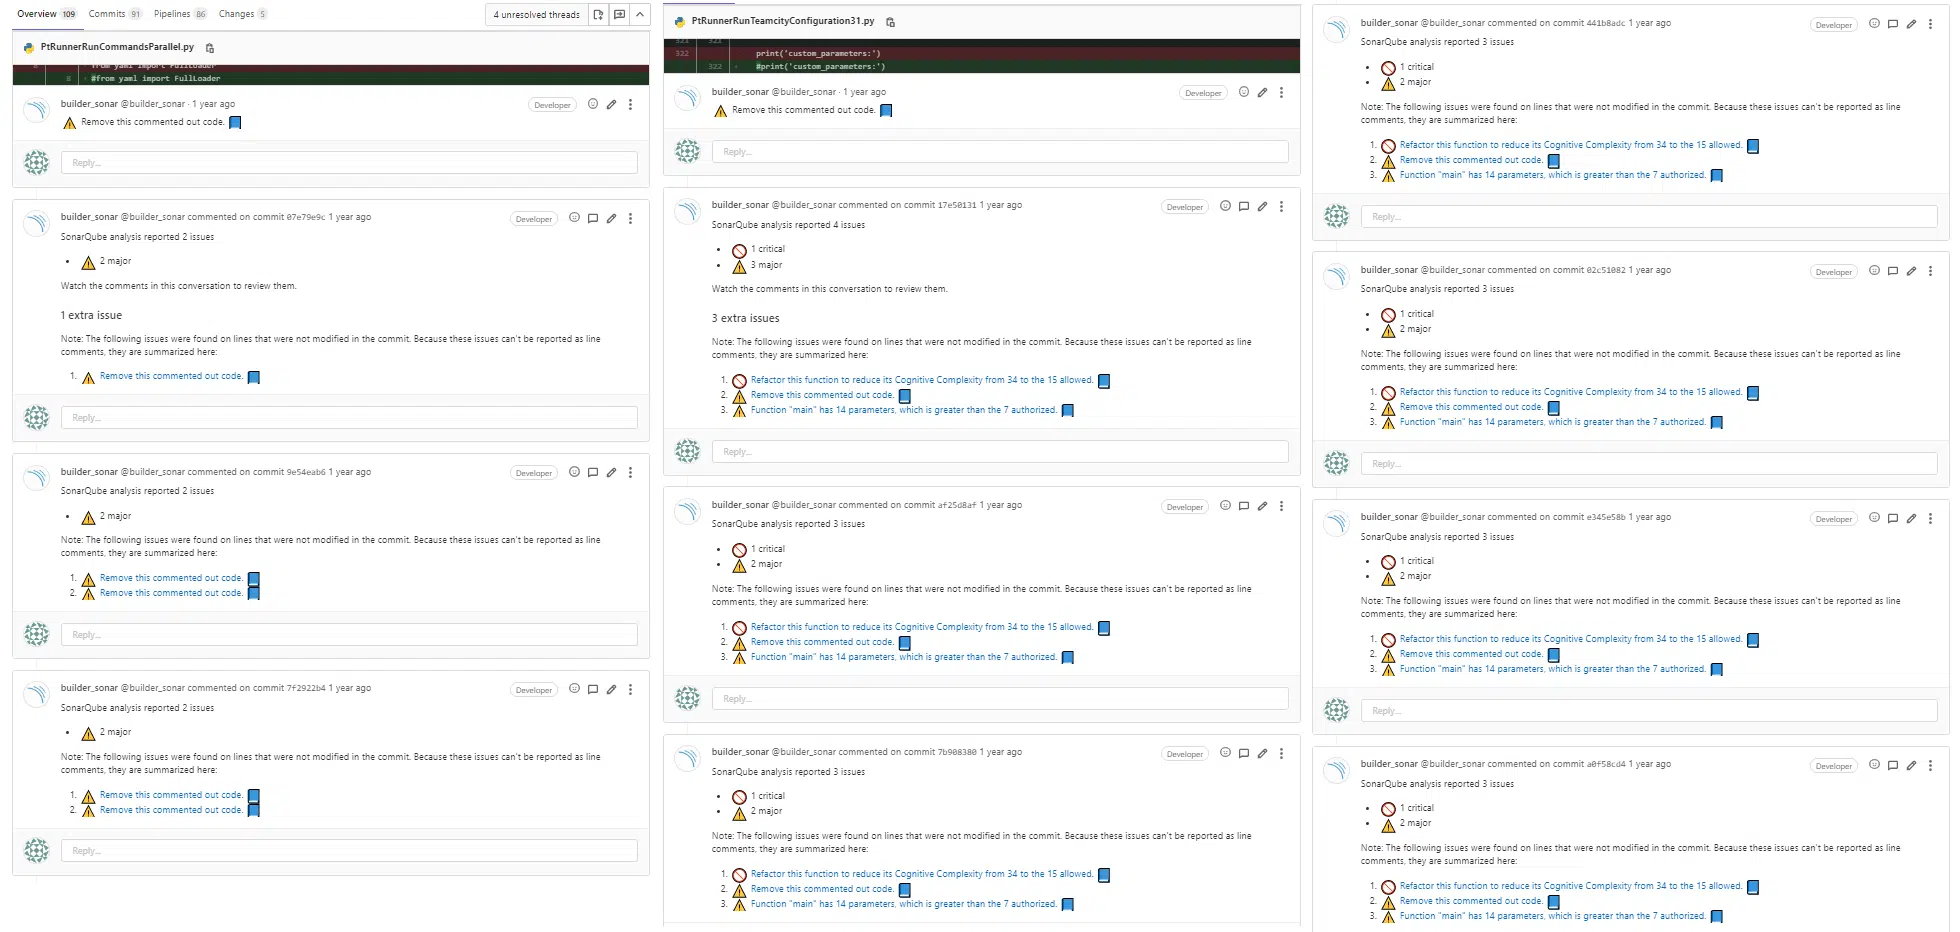 Overview 109 Commits 91 Pipelines 86 Changes 5 4 unresolved threads
PtRunnerRunCommandsParallel.py
from yaml import FullLoader
8 #from yaml import FullLoader
builder_sonar @builder_sonar · 1 year ago Developer
Remove this commented out code.
Reply...
builder_sonar @builder_sonar commented on commit 07e79e9c 1 year ago Developer
SonarQube analysis reported 2 issues
• 2 major
Watch the comments in this conversation to review them.
1 extra issue
Note: The following issues were found on lines that were not modified in the commit. Because these issues can't be reported as line
comments, they are summarized here:
1. Remove this commented out code.
Reply...
builder_sonar @builder_sonar commented on commit 9e54eab6 1 year ago Developer
SonarQube analysis reported 2 issues
• 2 major
Note: The following issues were found on lines that were not modified in the commit. Because these issues can't be reported as line
comments, they are summarized here:
1. Remove this commented out code.
2. Remove this commented out code.
Reply...
builder_sonar @builder_sonar commented on commit 7f2922b4 1 year ago Developer
SonarQube analysis reported 2 issues
• 2 major
Note: The following issues were found on lines that were not modified in the commit. Because these issues can't be reported as line
comments, they are summarized here:
1. Remove this commented out code.
2. Remove this commented out code.
Reply...
PtRunnerRunTeamcityConfiguration31.py
321 321
322 print('custom_parameters:')
322 + #print('custom_parameters:')
builder_sonar @builder_sonar · 1 year ago Developer
Remove this commented out code.
Reply...
builder_sonar @builder_sonar commented on commit 17e50131 1 year ago Developer
SonarQube analysis reported 4 issues
• 1 critical
• 3 major
Watch the comments in this conversation to review them.
3 extra issues
Note: The following issues were found on lines that were not modified in the commit. Because these issues can't be reported as line
comments, they are summarized here:
1. Refactor this function to reduce its Cognitive Complexity from 34 to the 15 allowed.
2. Remove this commented out code.
3. Function "main" has 14 parameters, which is greater than the 7 authorized.
Reply...
builder_sonar @builder_sonar commented on commit af25d8af 1 year ago Developer
SonarQube analysis reported 3 issues
• 1 critical
• 2 major
Note: The following issues were found on lines that were not modified in the commit. Because these issues can't be reported as line
comments, they are summarized here:
1. Refactor this function to reduce its Cognitive Complexity from 34 to the 15 allowed.
2. Remove this commented out code.
3. Function "main" has 14 parameters, which is greater than the 7 authorized.
Reply...
builder_sonar @builder_sonar commented on commit 7b908380 1 year ago Developer
SonarQube analysis reported 3 issues
• 1 critical
• 2 major
Note: The following issues were found on lines that were not modified in the commit. Because these issues can't be reported as line
comments, they are summarized here:
1. Refactor this function to reduce its Cognitive Complexity from 34 to the 15 allowed.
2. Remove this commented out code.
3. Function "main" has 14 parameters, which is greater than the 7 authorized.
builder_sonar @builder_sonar commented on commit 441b8adc 1 year ago Developer
SonarQube analysis reported 3 issues
• 1 critical
• 2 major
Note: The following issues were found on lines that were not modified in the commit. Because these issues can't be reported as line
comments, they are summarized here:
1. Refactor this function to reduce its Cognitive Complexity from 34 to the 15 allowed.
2. Remove this commented out code.
3. Function "main" has 14 parameters, which is greater than the 7 authorized.
Reply...
builder_sonar @builder_sonar commented on commit 02c51082 1 year ago Developer
SonarQube analysis reported 3 issues
• 1 critical
• 2 major
Note: The following issues were found on lines that were not modified in the commit. Because these issues can't be reported as line
comments, they are summarized here:
1. Refactor this function to reduce its Cognitive Complexity from 34 to the 15 allowed.
2. Remove this commented out code.
3. Function "main" has 14 parameters, which is greater than the 7 authorized.
Reply...
builder_sonar @builder_sonar commented on commit e345e58b 1 year ago Developer
SonarQube analysis reported 3 issues
• 1 critical
• 2 major
Note: The following issues were found on lines that were not modified in the commit. Because these issues can't be reported as line
comments, they are summarized here:
1. Refactor this function to reduce its Cognitive Complexity from 34 to the 15 allowed.
2. Remove this commented out code.
3. Function "main" has 14 parameters, which is greater than the 7 authorized.
Reply...
builder_sonar @builder_sonar commented on commit a0f58cd4 1 year ago Developer
SonarQube analysis reported 3 issues
• 1 critical
• 2 major
Note: The following issues were found on lines that were not modified in the commit. Because these issues can't be reported as line
comments, they are summarized here:
1. Refactor this function to reduce its Cognitive Complexity from 34 to the 15 allowed.
2. Remove this commented out code.
3. Function "main" has 14 parameters, which is greater than the 7 authorized.